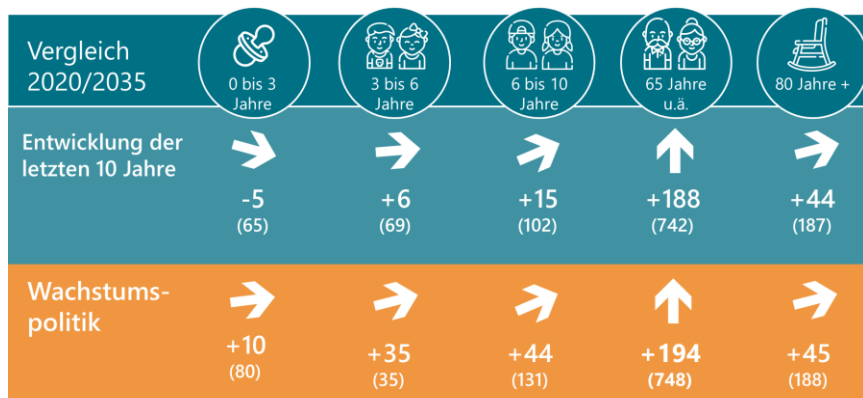 Vergleich
2020/2035
0 bis 3
Jahre
3 bis 6
Jahre
6 bis 10
Jahre
65 Jahre
u.ä.
80 Jahre +
Entwicklung der
letzten 10 Jahre
-5
(65)
+6
(69)
+15
(102)
+188
(742)
+44
(187)
Wachstums-
politik
+10
(80)
+35
(35)
+44
(131)
+194
(748)
+45
(188)